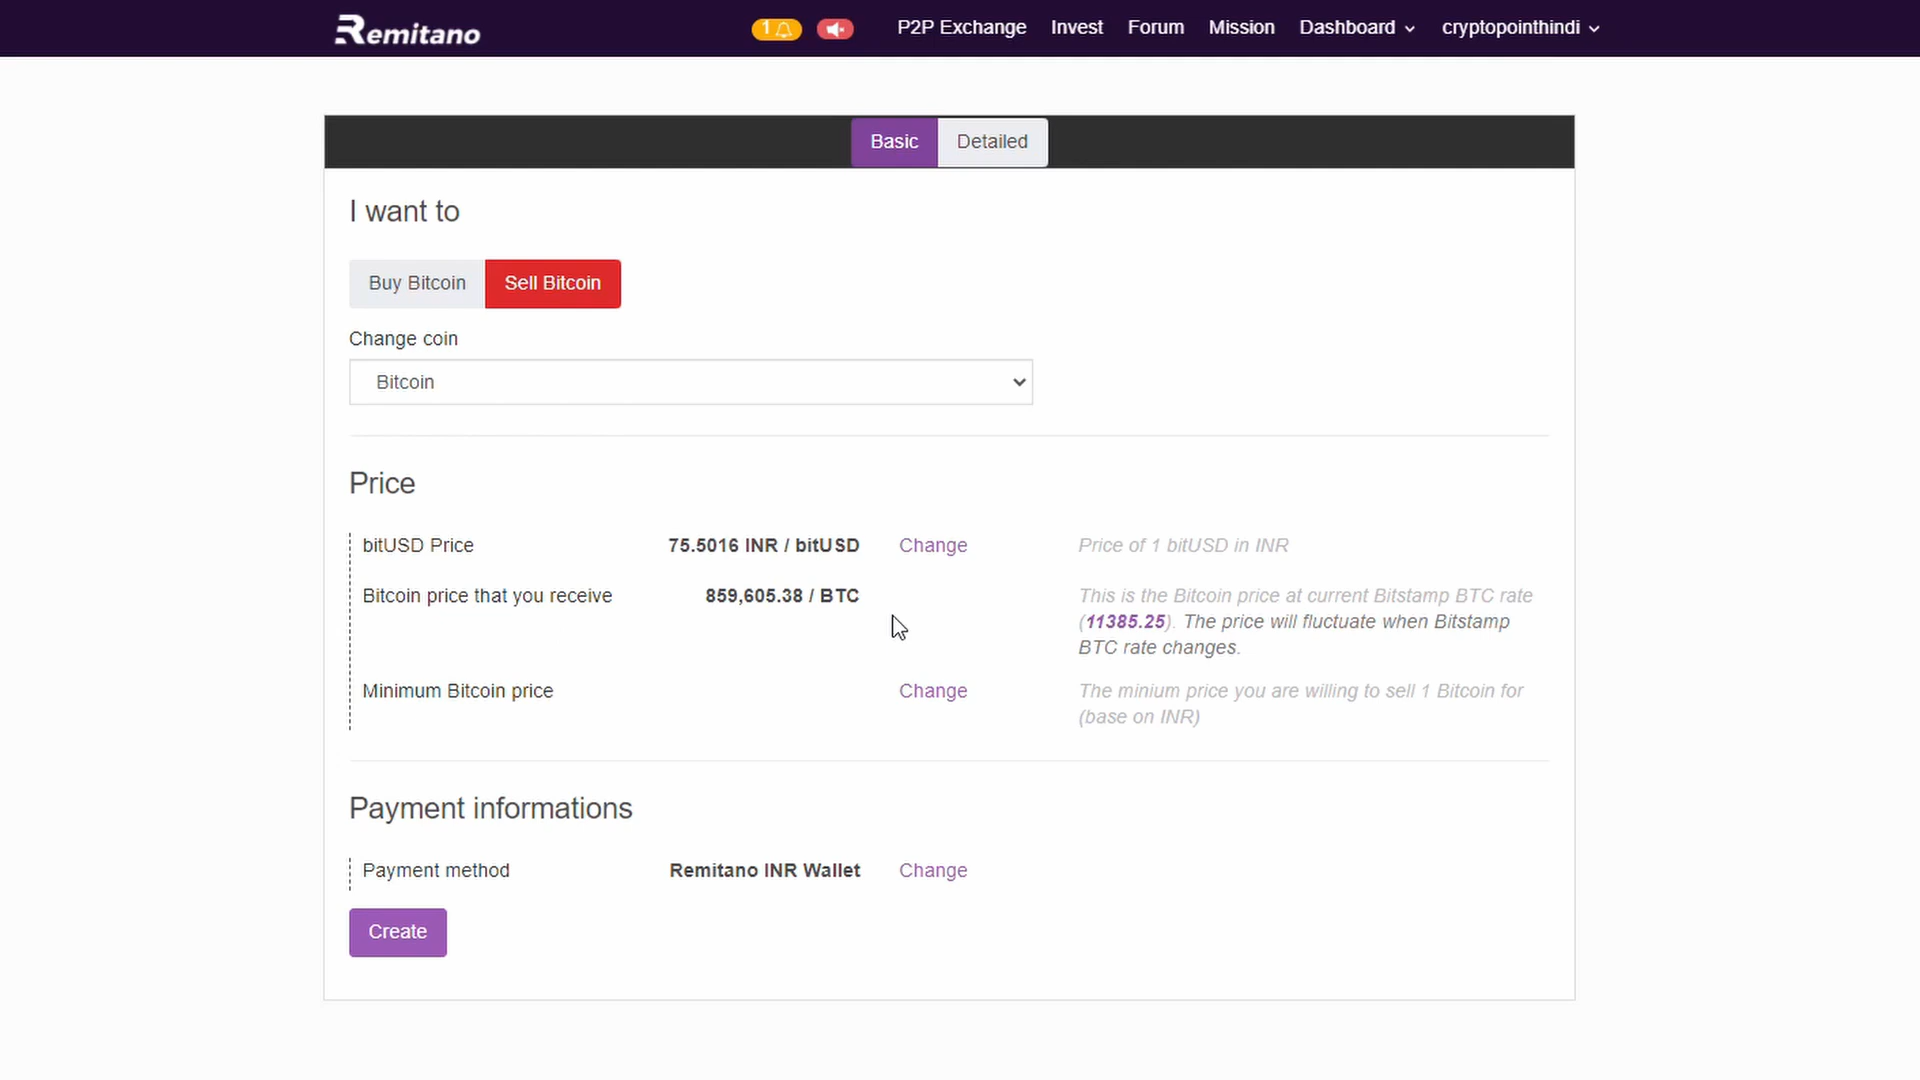 Remitano
1
P2P Exchange Invest Forum Mission Dashboard cryptopointhindi
Basic Detailed
I want to
Buy Bitcoin Sell Bitcoin
Change coin
Bitcoin
Price
bitUSD Price 75.5016 INR / bitUSD Change Price of 1 bitUSD in INR
Bitcoin price that you receive 859,605.38 / BTC This is the Bitcoin price at current Bitstamp BTC rate
(11385.25). The price will fluctuate when Bitstamp
BTC rate changes.
Minimum Bitcoin price Change The minium price you are willing to sell 1 Bitcoin for
(base on INR)
Payment informations
Payment method Remitano INR Wallet Change
Create